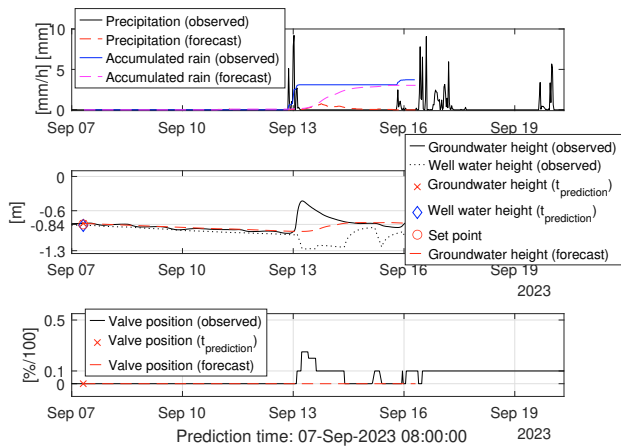 [mm/h] [mm]
10
5
0
Precipitation (observed)
Precipitation (forecast)
Accumulated rain (observed)
Accumulated rain (forecast)
Sep 07 Sep 10 Sep 13 Sep 16 Sep 19
[m]
0
-0.6
-0.84
-1.3
Groundwater height (observed)
Well water height (observed)
Groundwater height (t_prediction)
Well water height (t_prediction)
Set point
Groundwater height (forecast)
Sep 07 Sep 10 Sep 13 Sep 16 Sep 19
2023
[%/100]
0.5
0.1
0
Valve position (observed)
Valve position (t_prediction)
Valve position (forecast)
Sep 07 Sep 10 Sep 13 Sep 16 Sep 19
2023
Prediction time: 07-Sep-2023 08:00:00